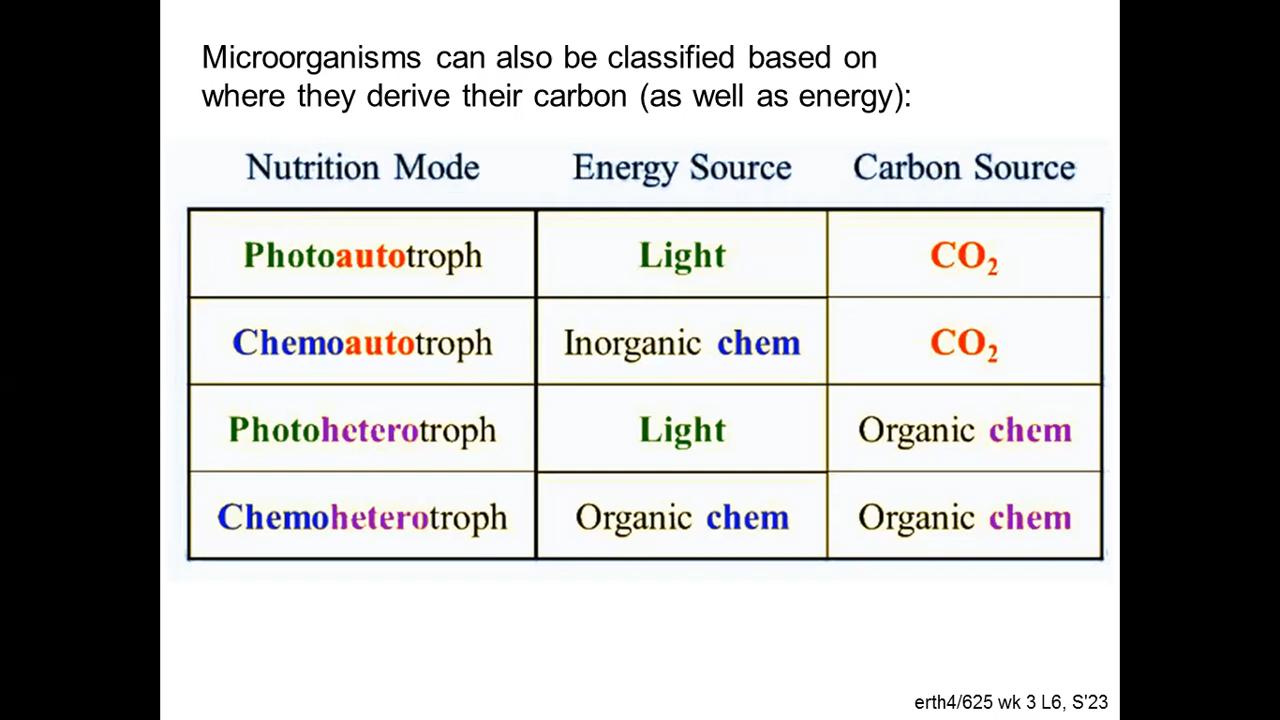 Microorganisms can also be classified based on
where they derive their carbon (as well as energy):
Nutrition Mode Energy Source Carbon Source
Photoautotroph Light CO₂
Chemoautotroph Inorganic chem CO₂
Photoheterotroph Light Organic chem
Chemoheterotroph Organic chem Organic chem
erth4/625 wk 3 L6, S'23